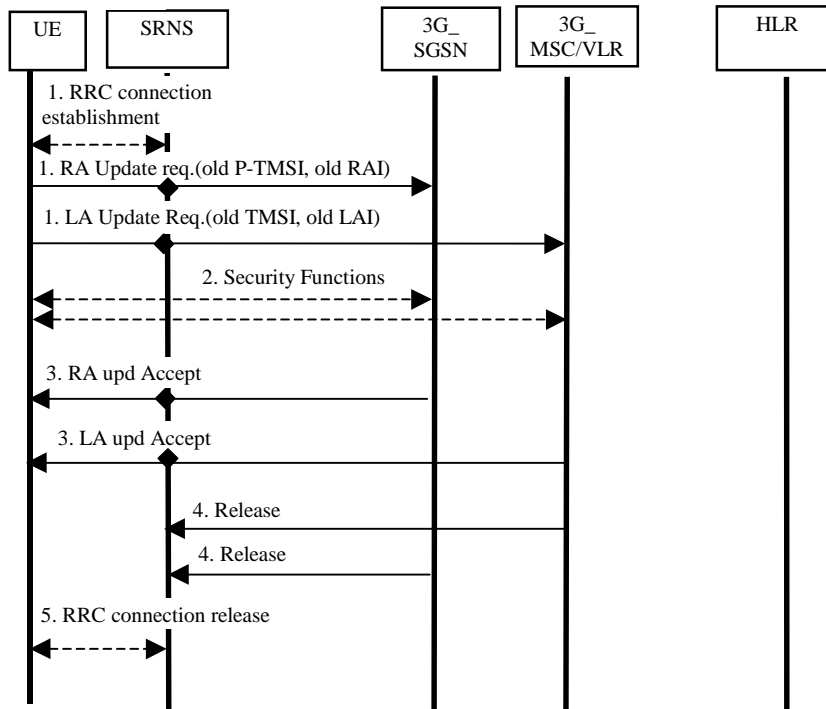 UE
SRNS
3G_
SGSN
3G_
MSC/VLR
HLR
1. RRC connection
establishment
1. RA Update req.(old P-TMSI, old RAI)
1. LA Update Req.(old TMSI, old LAI)
2. Security Functions
3. RA upd Accept
3. LA upd Accept
4. Release
4. Release
5. RRC connection release